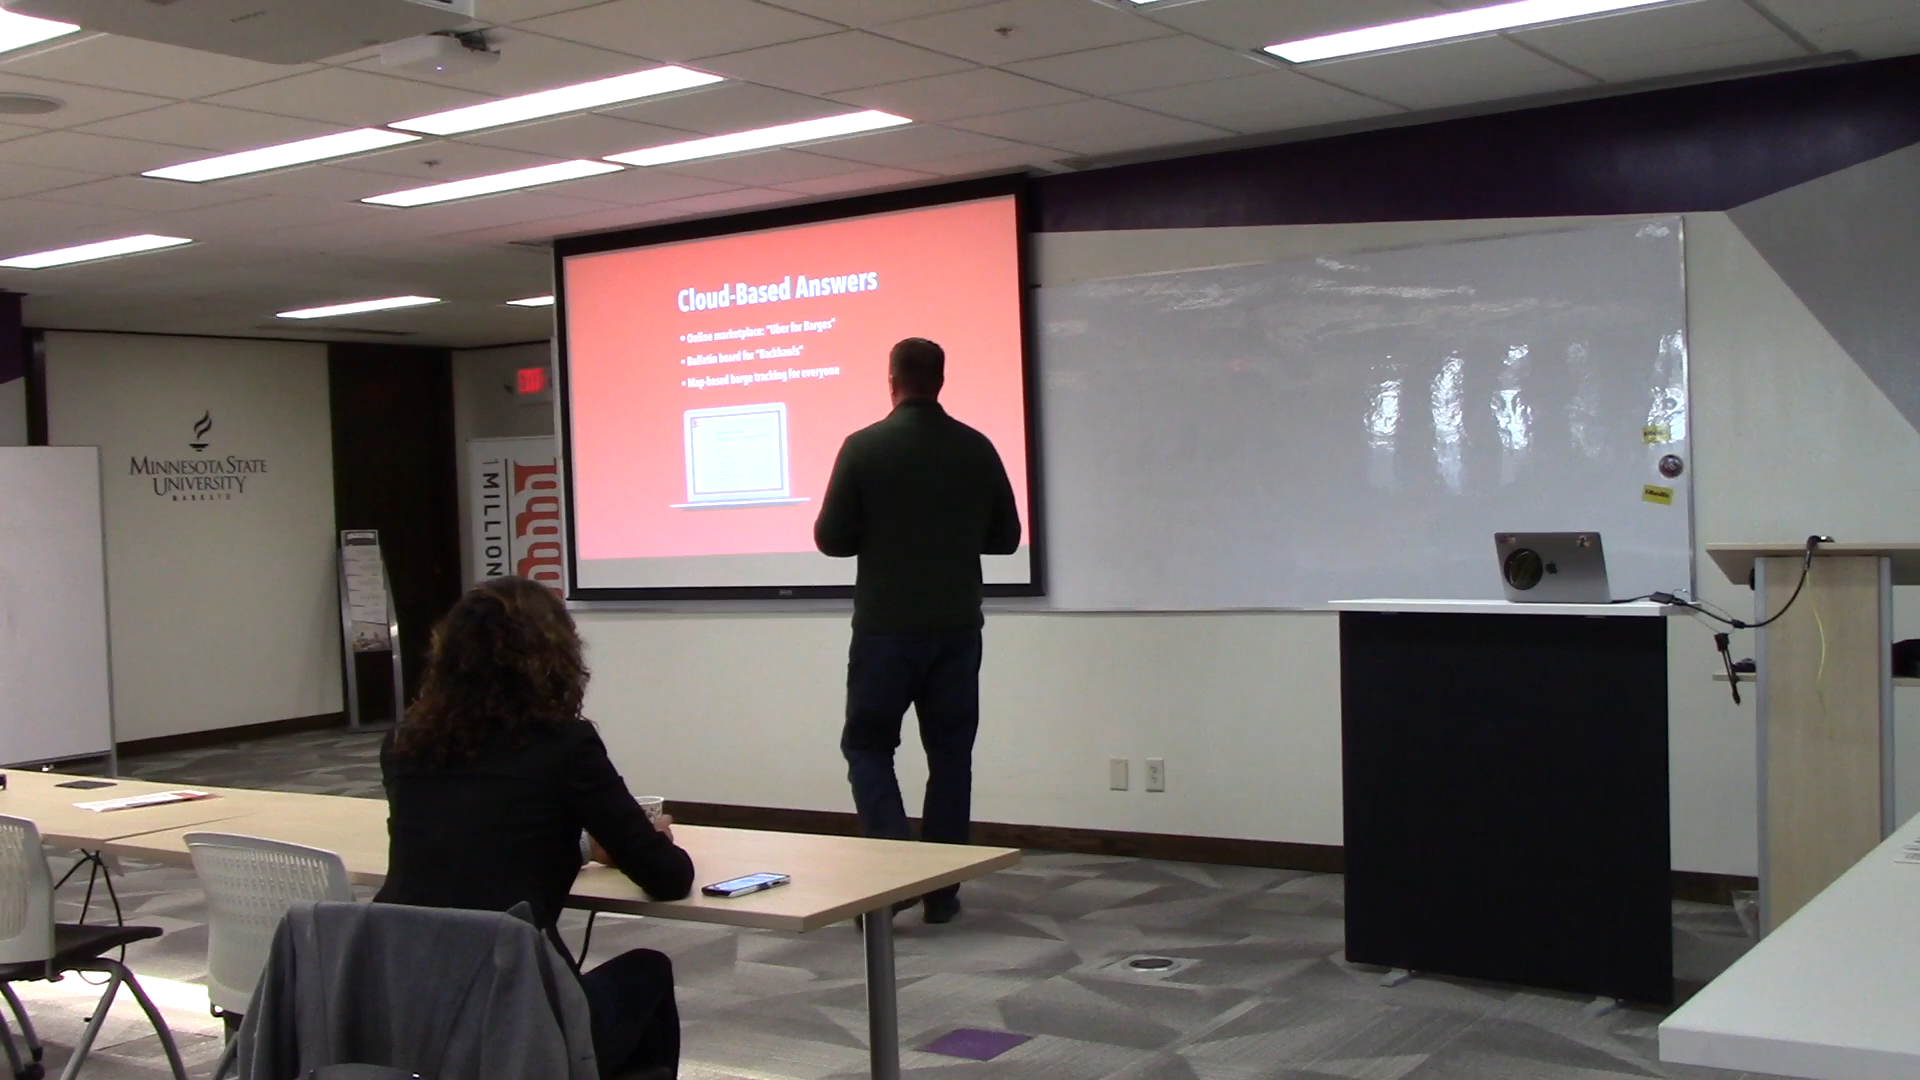 Cloud-Based Answers
• Online marketplace: "Uber for Barges"
• Bulletin board for "Backhauls"
• Map-based barge tracking for everyone
EXIT
MINNESOTA STATE
UNIVERSITY
MANKATO
1 MILLION